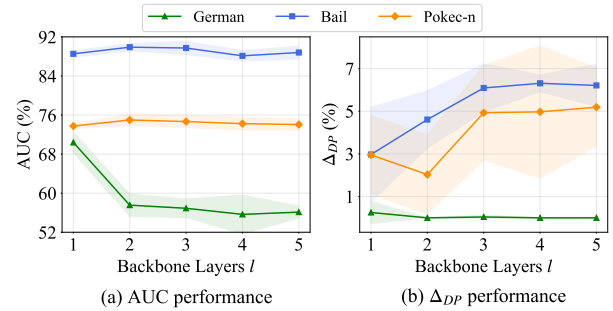 German Bail Pokec-n
92
84
76
68
60
52
AUC (%)
1 2 3 4 5
Backbone Layers l
(a) AUC performance
7
5
3
1
Δ_DP (%)
1 2 3 4 5
Backbone Layers l
(b) Δ_DP performance